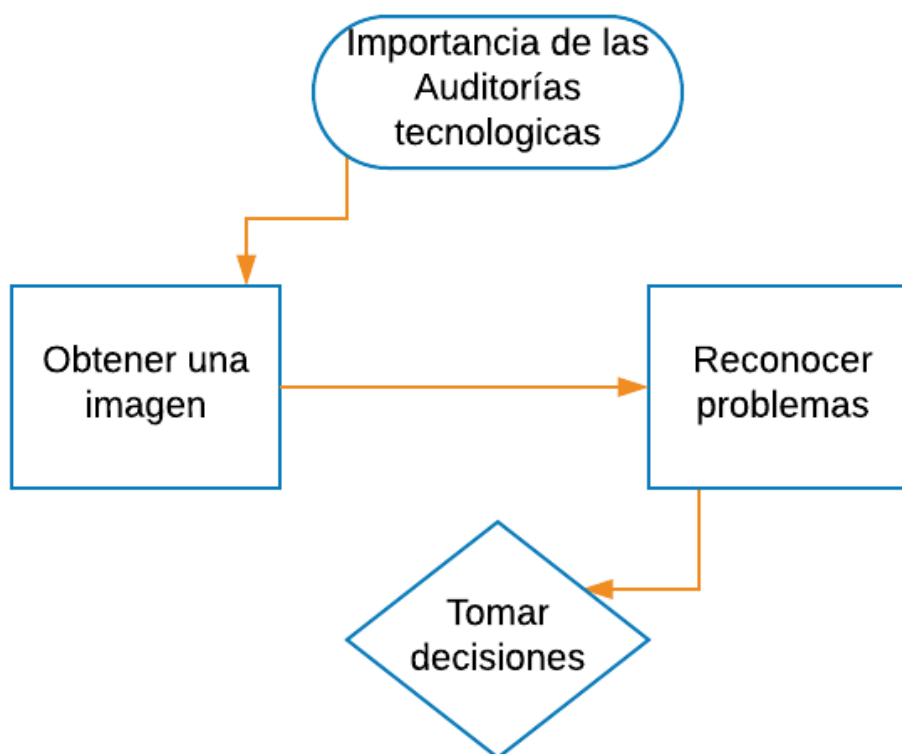 Importancia de las
Auditorías
tecnologicas
Obtener una
imagen
Reconocer
problemas
Tomar
decisiones